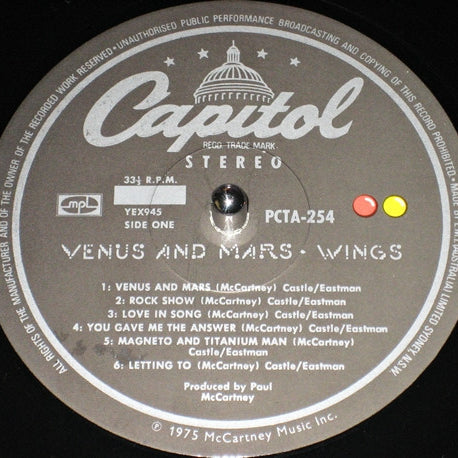 ALL RIGHTS OF THE MANUFACTURER AND OF THE OWNER OF THE RECORDED WORK RESERVED • UNAUTHORISED PUBLIC PERFORMANCE BROADCASTING AND COPYING OF THIS RECORD PROHIBITED • MADE BY E.M.I. (AUSTRALIA) LIMITED SYDNEY N.S.W.
Capitol
REGD. TRADE MARK
STEREO
33⅓ R.P.M.
mpl
YEX945
SIDE ONE
PCTA-254
VENUS AND MARS • WINGS
1: VENUS AND MARS (McCartney) Castle/Eastman
2: ROCK SHOW (McCartney) Castle/Eastman
3: LOVE IN SONG (McCartney) Castle/Eastman
4: YOU GAVE ME THE ANSWER (McCartney) Castle/Eastman
5: MAGNETO AND TITANIUM MAN (McCartney)
Castle/Eastman
6: LETTING TO (McCartney) Castle/Eastman
Produced by Paul
McCartney
Ⓟ 1975 McCartney Music Inc.